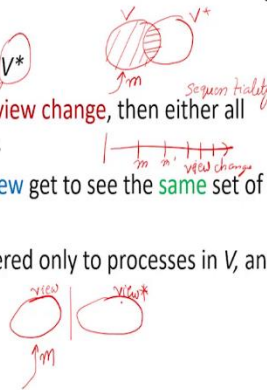 V V*
V*
m
sequentiality
view change, then either all
m m' view change
ew get to see the same set of
ered only to processes in V, an
view view*
m